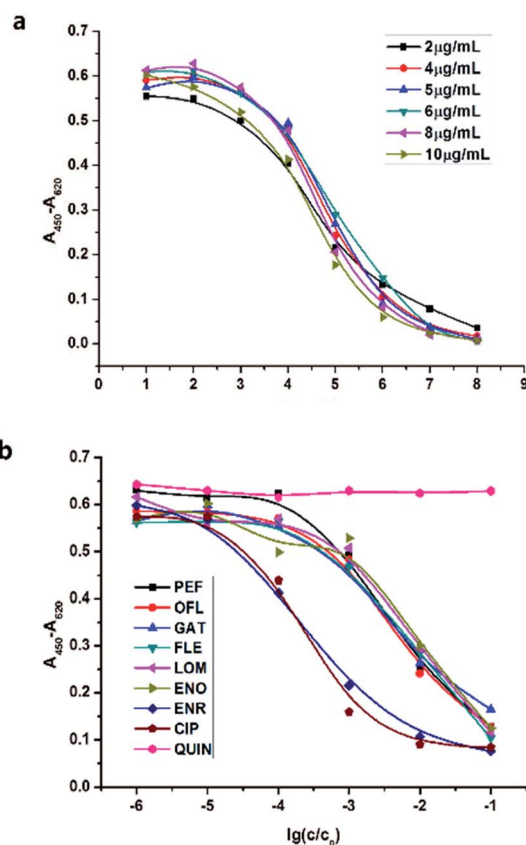 a
0.7
0.6
0.5
0.4
0.3
0.2
0.1
0.0
A450-A620
0 1 2 3 4 5 6 7 8 9
2μg/mL
4μg/mL
5μg/mL
6μg/mL
8μg/mL
10μg/mL
b
0.7
0.6
0.5
0.4
0.3
0.2
0.1
0.0
A450-A620
PEF
OFL
GAT
FLE
LOM
ENO
ENR
CIP
QUIN
-6 -5 -4 -3 -2 -1
lg(c/c0)